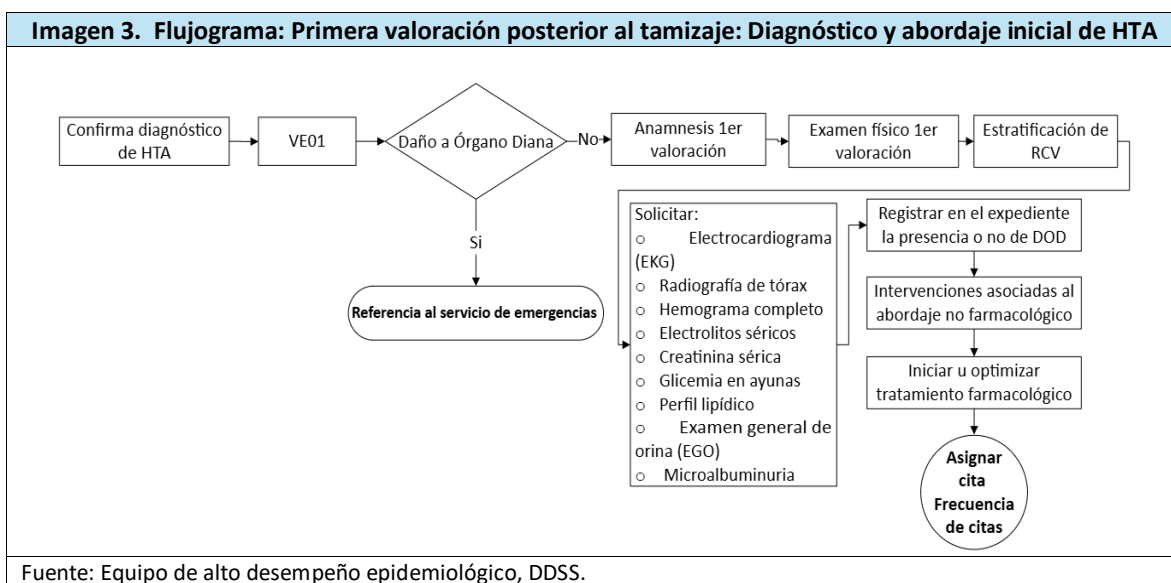 Imagen 3.  Flujograma: Primera valoración posterior al tamizaje: Diagnóstico y abordaje inicial de HTA
Confirma diagnóstico
de HTA
VE01
Daño a Órgano Diana
No
Anamnesis 1er
valoración
Examen físico 1er
valoración
Estratificación de
RCV
Si
Referencia al servicio de emergencias
Solicitar:
o Electrocardiograma
(EKG)
o Radiografía de tórax
o Hemograma completo
o Electrolitos séricos
o Creatinina sérica
o Glicemia en ayunas
o Perfil lipídico
o Examen general de
orina (EGO)
o Microalbuminuria
Registrar en el expediente
la presencia o no de DOD
Intervenciones asociadas al
abordaje no farmacológico
Iniciar u optimizar
tratamiento farmacológico
Asignar
cita
Frecuencia
de citas
Fuente: Equipo de alto desempeño epidemiológico, DDSS.